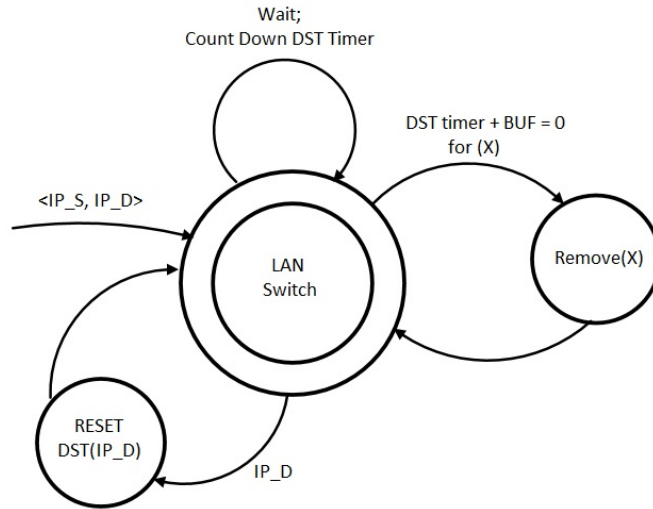 Wait;
Count Down DST Timer
DST timer + BUF = 0
for (X)
<IP_S, IP_D>
LAN
Switch
Remove(X)
RESET
DST(IP_D)
IP_D